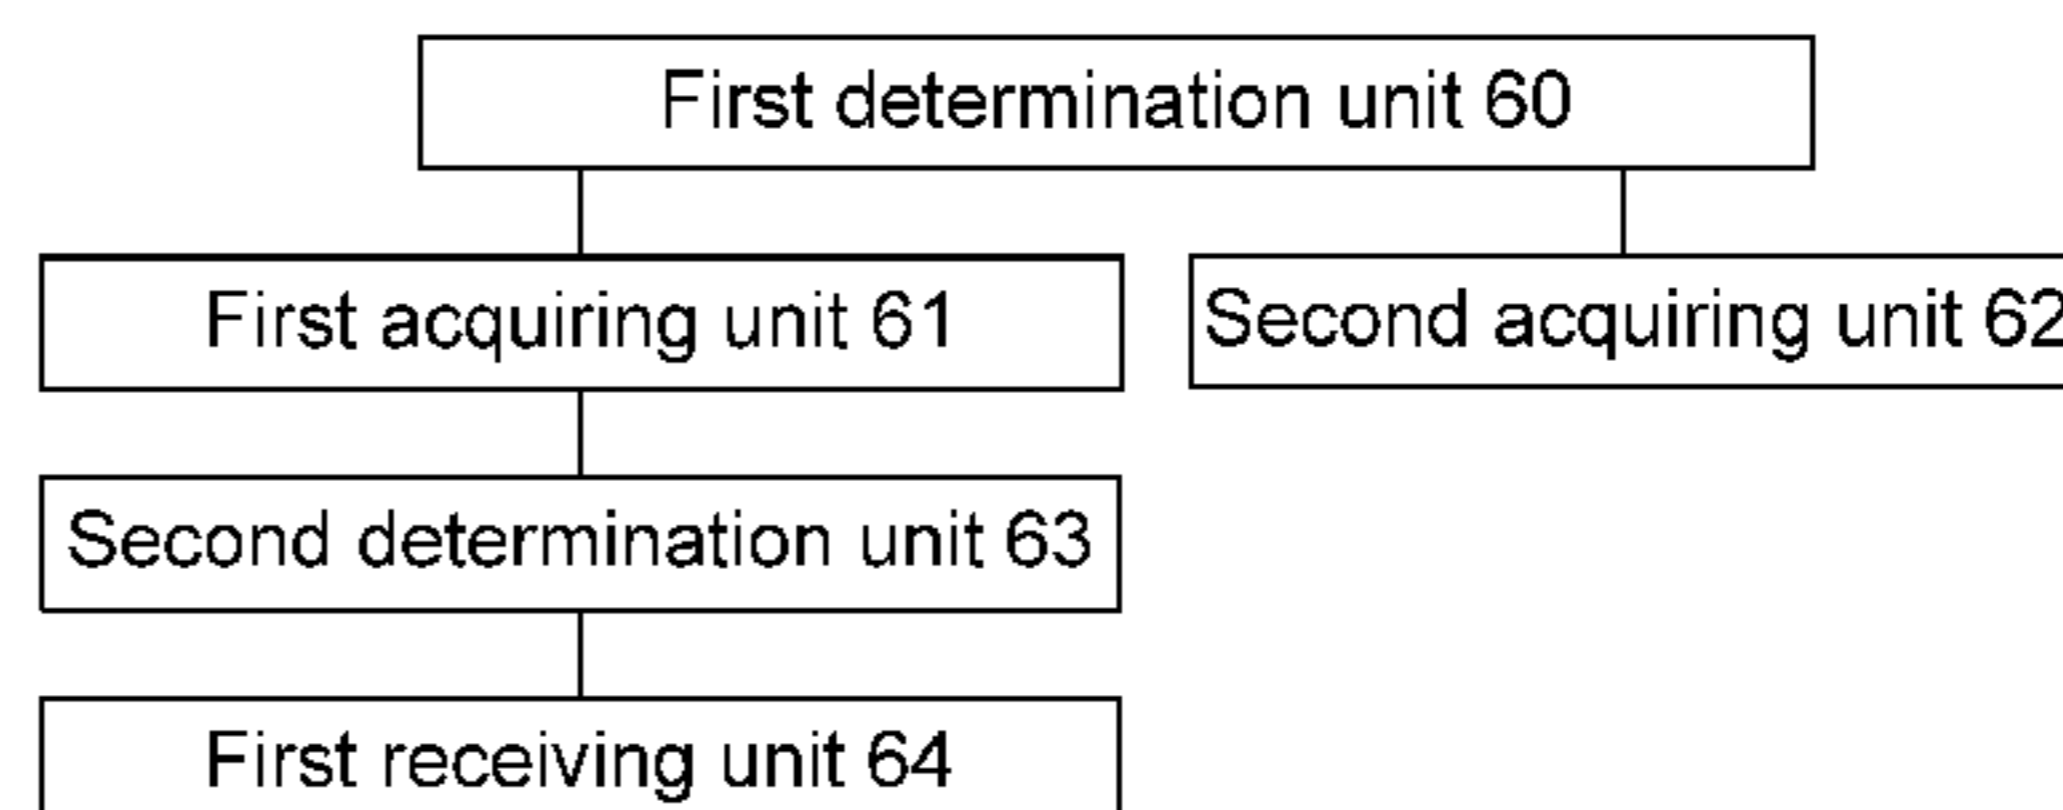 First determination unit 60
First acquiring unit 61
Second acquiring unit 62
Second determination unit 63
First receiving unit 64